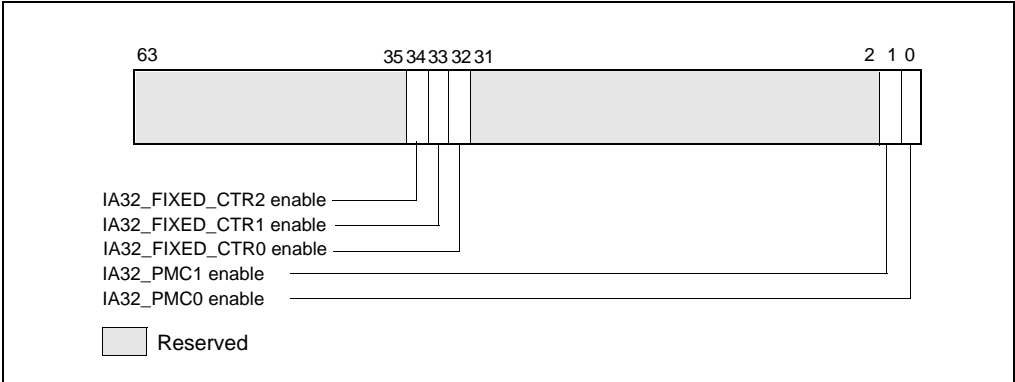 63 35 34 33 32 31 2 1 0
IA32_FIXED_CTR2 enable
IA32_FIXED_CTR1 enable
IA32_FIXED_CTR0 enable
IA32_PMC1 enable
IA32_PMC0 enable
Reserved